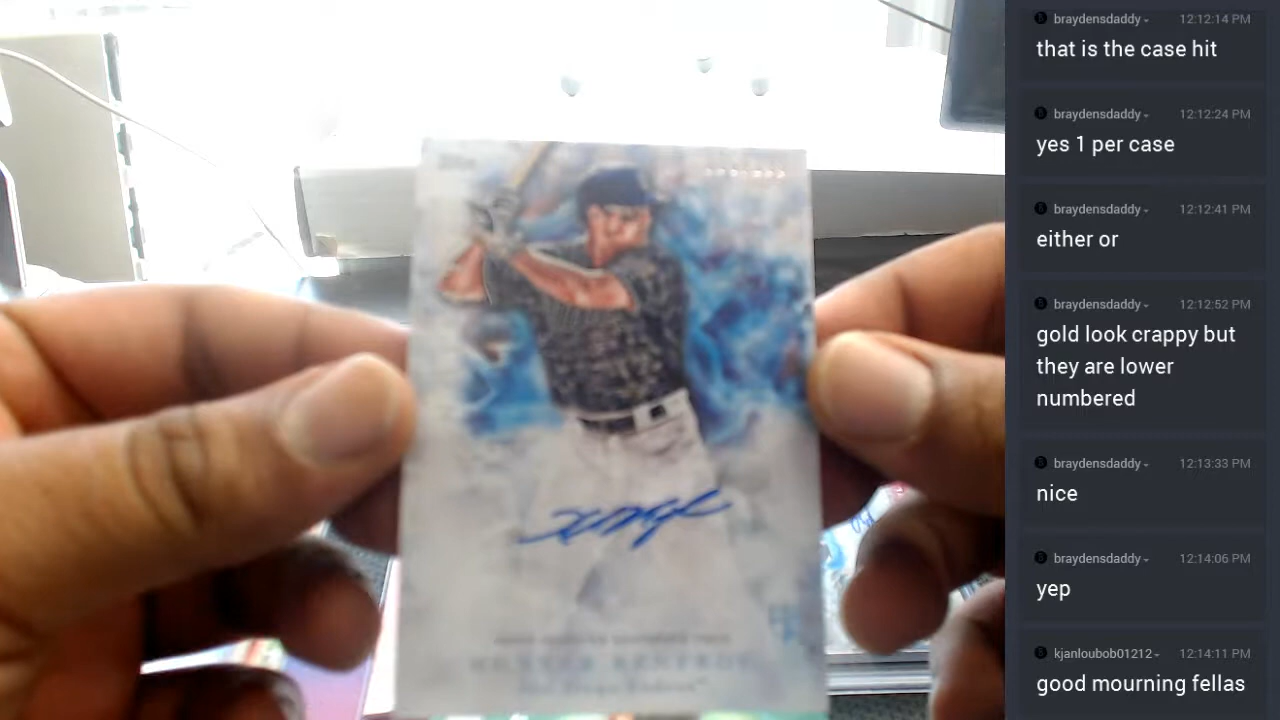 braydensdaddy 12:12:14 PM
that is the case hit
braydensdaddy 12:12:24 PM
yes 1 per case
braydensdaddy 12:12:41 PM
either or
braydensdaddy 12:12:52 PM
gold look crappy but
they are lower
numbered
braydensdaddy 12:13:33 PM
nice
braydensdaddy 12:14:06 PM
yep
kjanloubob01212 12:14:11 PM
good mourning fellas
HUNTER RENFROE